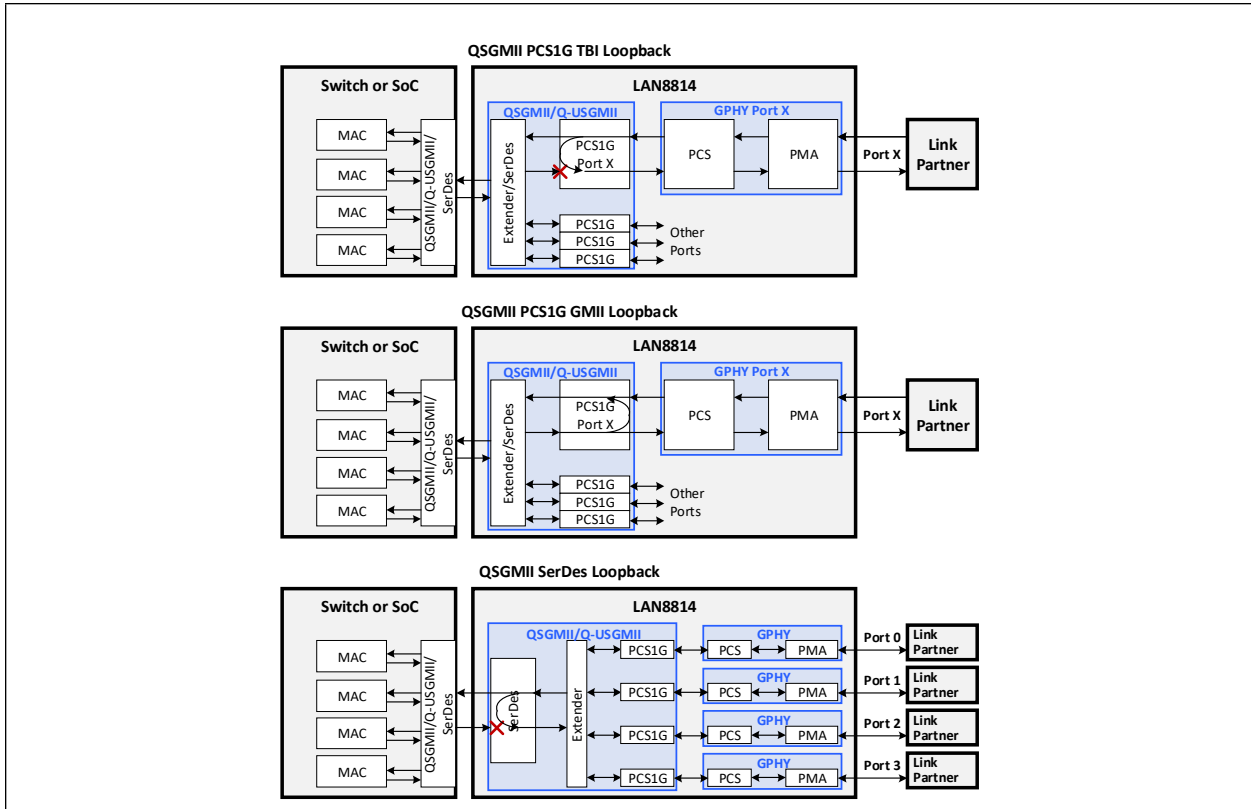 QSGMII PCS1G TBI Loopback
Switch or SoC
MAC
MAC
MAC
MAC
QSGMII/Q-USGMII/
SerDes
LAN8814
QSGMII/Q-USGMII
Extender/SerDes
PCS1G
Port X
PCS1G
PCS1G
PCS1G
Other
Ports
GPHY Port X
PCS
PMA
Port X
Link
Partner
QSGMII PCS1G GMII Loopback
Switch or SoC
MAC
MAC
MAC
MAC
QSGMII/Q-USGMII/
SerDes
LAN8814
QSGMII/Q-USGMII
Extender/SerDes
PCS1G
Port X
PCS1G
PCS1G
PCS1G
Other
Ports
GPHY Port X
PCS
PMA
Port X
Link
Partner
QSGMII SerDes Loopback
Switch or SoC
MAC
MAC
MAC
MAC
QSGMII/Q-USGMII/
SerDes
LAN8814
QSGMII/Q-USGMII
SerDes
Extender
PCS1G
GPHY
PCS
PMA
Port 0
Link
Partner
PCS1G
GPHY
PCS
PMA
Port 1
Link
Partner
PCS1G
GPHY
PCS
PMA
Port 2
Link
Partner
PCS1G
GPHY
PCS
PMA
Port 3
Link
Partner